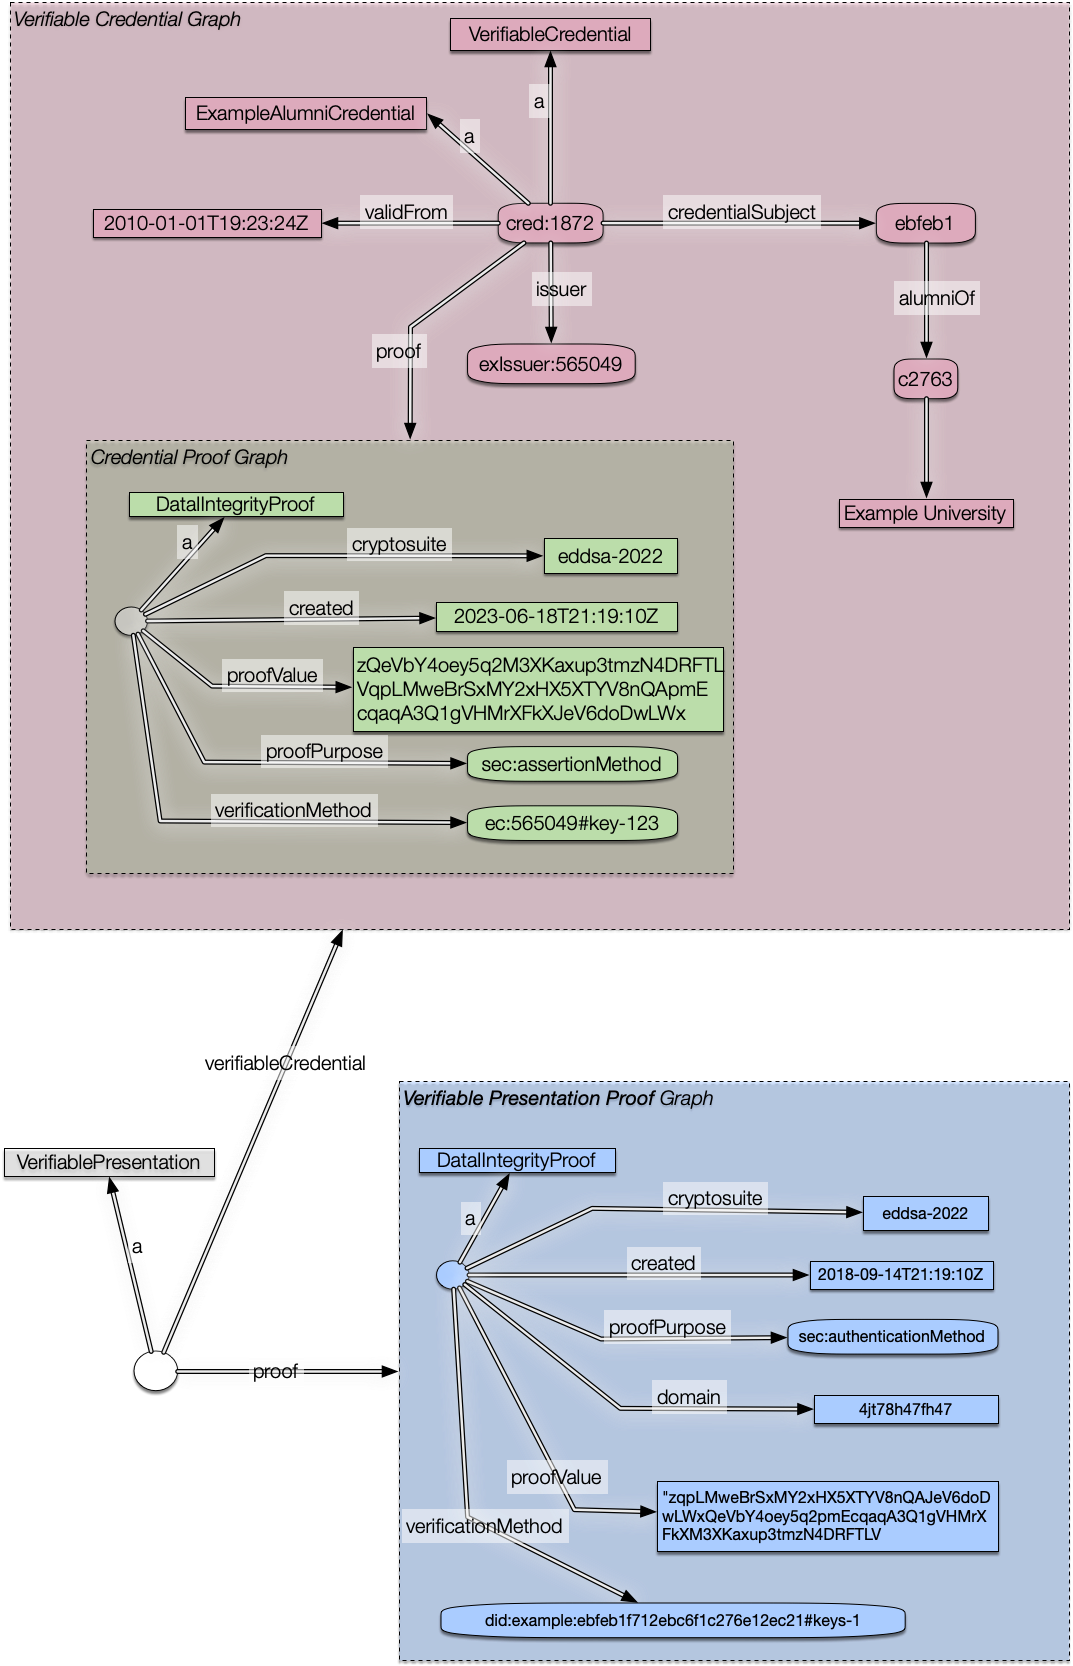 Verifiable Credential Graph
VerifiableCredential
a
ExampleAlumniCredential
a
validFrom
credentialSubject
2010-01-01T19:23:24Z
cred:1872
ebfeb1
issuer
alumniOf
proof
exIssuer:565049
c2763
Credential Proof Graph
DataIIntegrityProof
Example University
a
cryptosuite
eddsa-2022
created
2023-06-18T21:19:10Z
proofValue
zQeVbY4oey5q2M3XKaxup3tmzN4DRFTL
VqpLMweBrSxMY2xHX5XTYV8nQApmE
cqaqA3Q1gVHMrXFkXJeV6doDwLWx
proofPurpose
sec:assertionMethod
verificationMethod
ec:565049#key-123
verifiableCredential
Verifiable Presentation Proof Graph
VerifiablePresentation
DataIIntegrityProof
cryptosuite
eddsa-2022
a
a
created
2018-09-14T21:19:10Z
proofPurpose
sec:authenticationMethod
proof
domain
4jt78h47fh47
proofValue
"zqpLMweBrSxMY2xHX5XTYV8nQAJeV6doD
wLWxQeVbY4oey5q2pmEcqaqA3Q1gVHMrX
FkXM3XKaxup3tmzN4DRFTLV
verificationMethod
did:example:ebfeb1f712ebc6f1c276e12ec21#keys-1